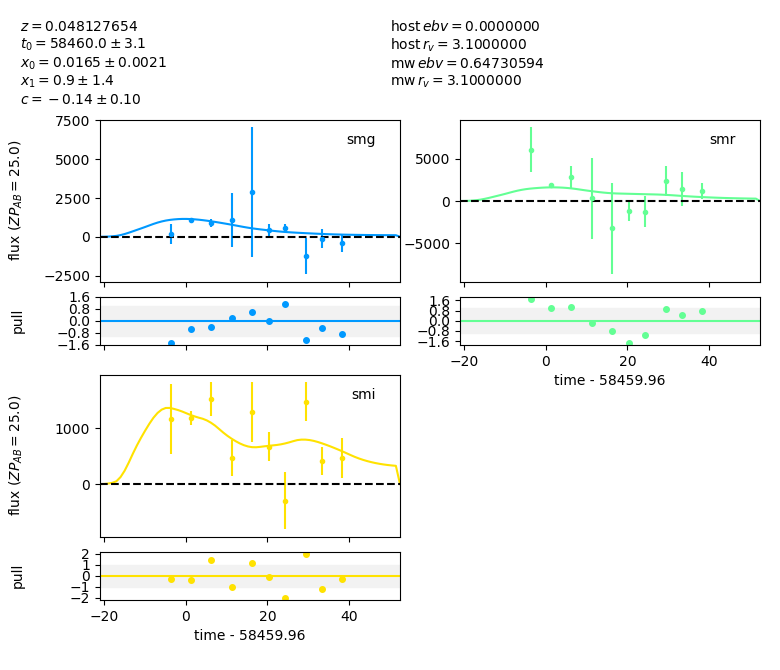 z = 0.048127654
t0 = 58460.0 ± 3.1
x0 = 0.0165 ± 0.0021
x1 = 0.9 ± 1.4
c = −0.14 ± 0.10
host ebv = 0.0000000
host rv = 3.1000000
mw ebv = 0.64730594
mw rv = 3.1000000
7500
5000
2500
0
−2500
flux (ZPAB = 25.0)
smg
5000
0
−5000
smr
1.6
0.8
0.0
−0.8
−1.6
pull
1.6
0.8
0.0
−0.8
−1.6
−20
0
20
40
time - 58459.96
1000
0
flux (ZPAB = 25.0)
smi
2
1
0
−1
−2
pull
−20
0
20
40
time - 58459.96